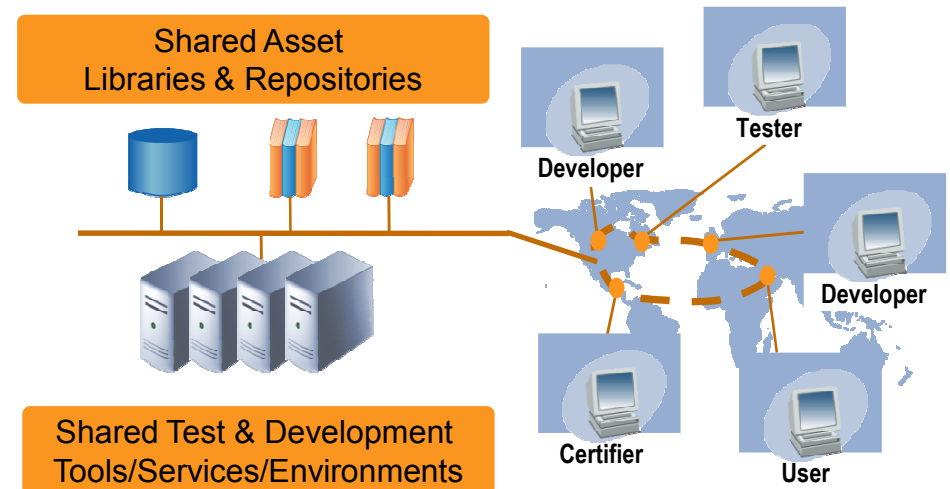 Shared Asset
Libraries & Repositories
Tester
Developer
Developer
Certifier
User
Shared Test & Development
Tools/Services/Environments